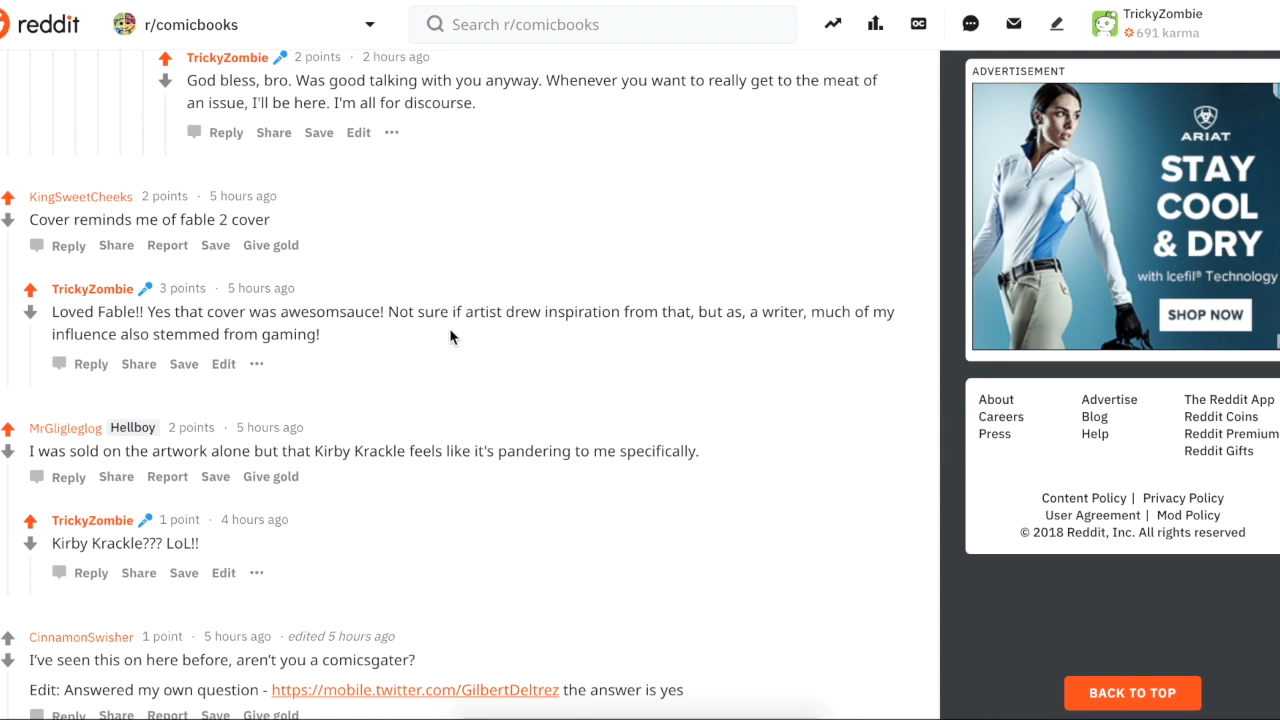 reddit r/comicbooks Search r/comicbooks OC TrickyZombie
691 karma
TrickyZombie 2 points · 2 hours ago
God bless, bro. Was good talking with you anyway. Whenever you want to really get to the meat of
an issue, I'll be here. I'm all for discourse.
Reply Share Save Edit ...
KingSweetCheeks 2 points · 5 hours ago
Cover reminds me of fable 2 cover
Reply Share Report Save Give gold
TrickyZombie 3 points · 5 hours ago
Loved Fable!! Yes that cover was awesomsauce! Not sure if artist drew inspiration from that, but as, a writer, much of my
influence also stemmed from gaming!
Reply Share Save Edit ...
MrGligleglog Hellboy 2 points · 5 hours ago
I was sold on the artwork alone but that Kirby Krackle feels like it's pandering to me specifically.
Reply Share Report Save Give gold
TrickyZombie 1 point · 4 hours ago
Kirby Krackle??? LoL!!
Reply Share Save Edit ...
CinnamonSwisher 1 point · 5 hours ago · edited 5 hours ago
I've seen this on here before, aren't you a comicsgater?
Edit: Answered my own question - https://mobile.twitter.com/GilbertDeltrez the answer is yes
Reply Share Report Save Give gold
ADVERTISEMENT
ARIAT
STAY
COOL
& DRY
with Icefil® Technology
SHOP NOW
About Advertise The Reddit App
Careers Blog Reddit Coins
Press Help Reddit Premium
Reddit Gifts
Content Policy | Privacy Policy
User Agreement | Mod Policy
© 2018 Reddit, Inc. All rights reserved
BACK TO TOP